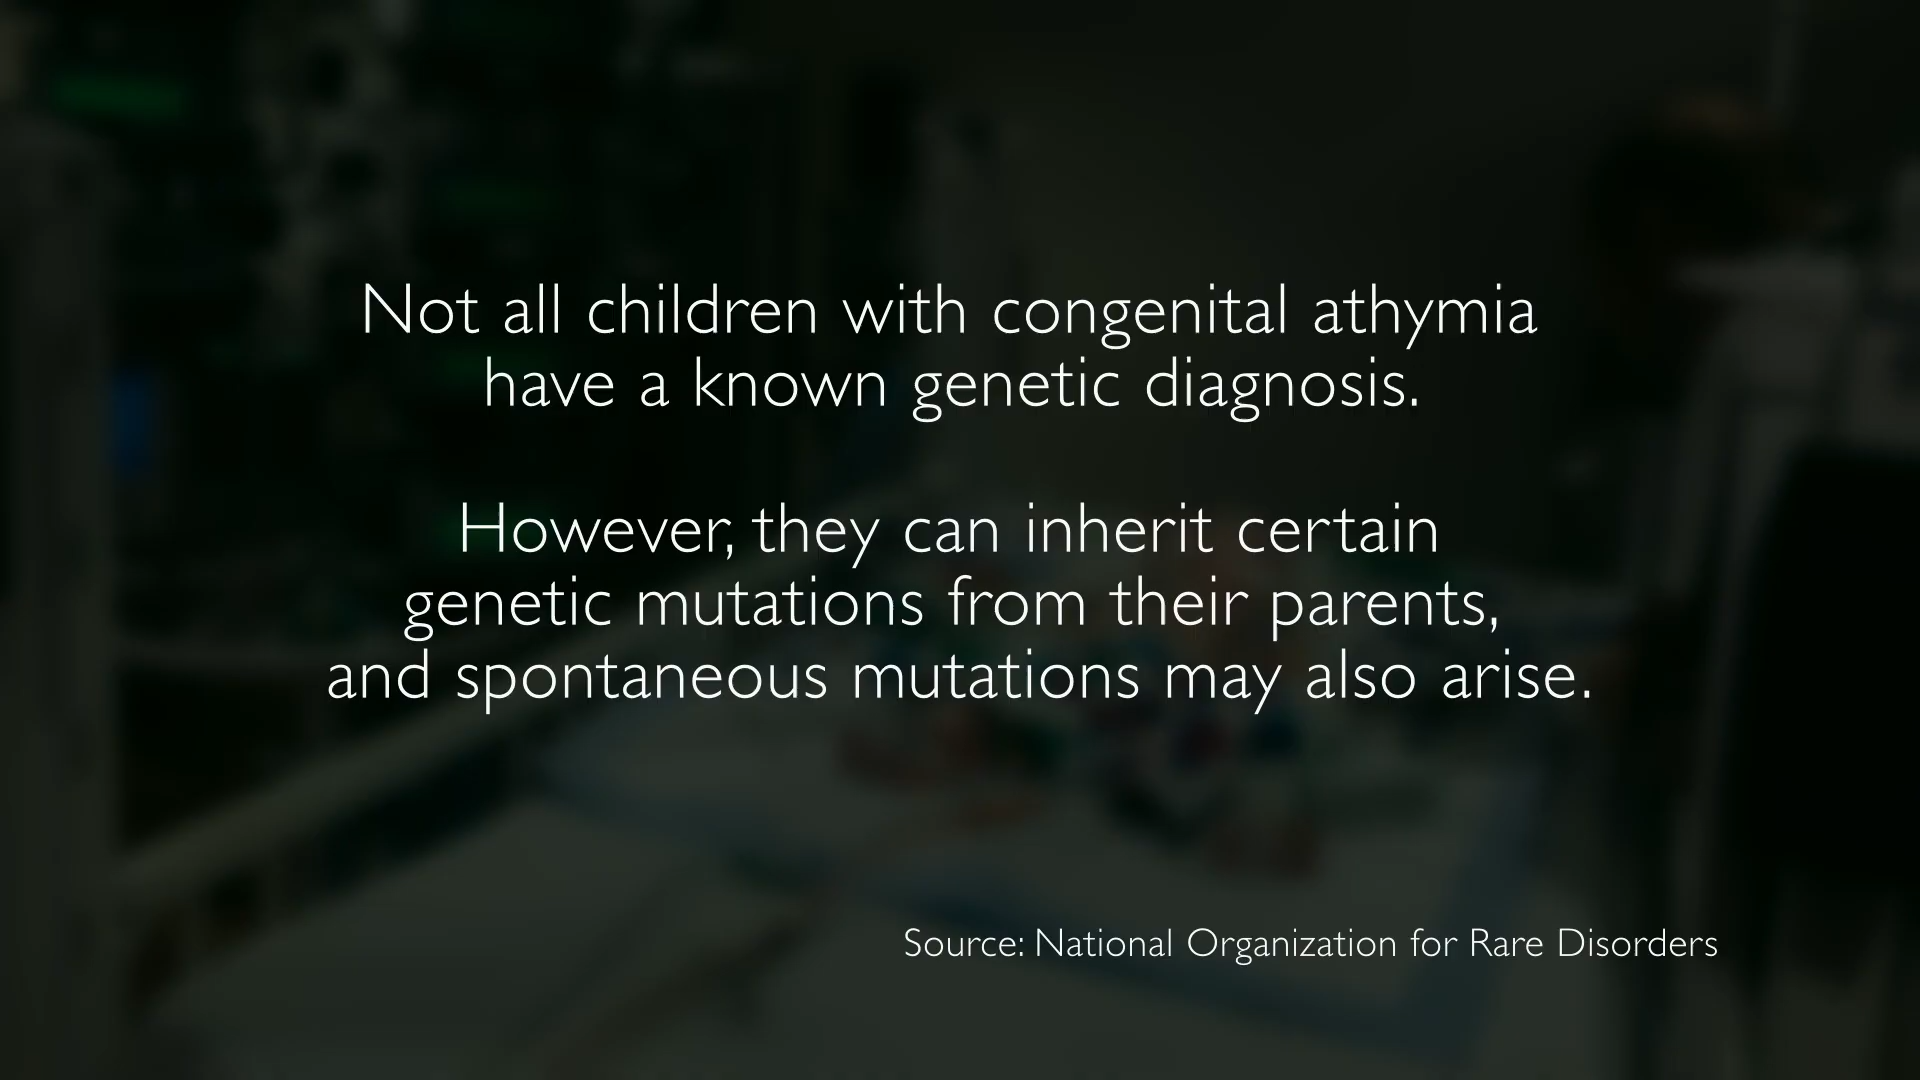 Not all children with congenital athymia
have a known genetic diagnosis.
However, they can inherit certain
genetic mutations from their parents,
and spontaneous mutations may also arise.
Source: National Organization for Rare Disorders